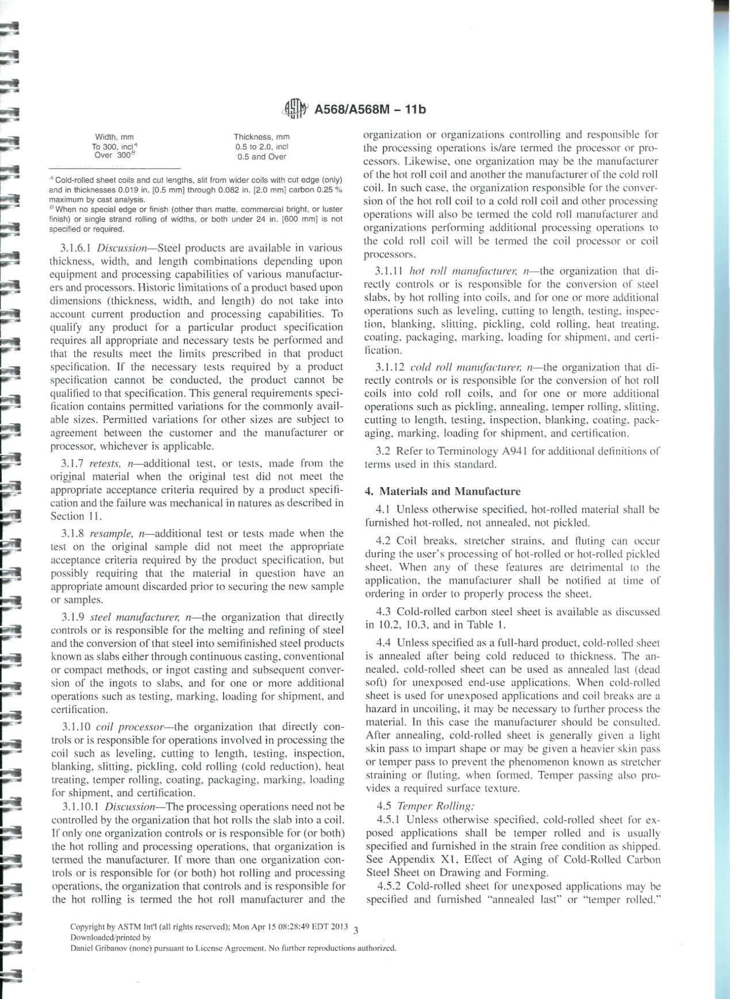 ASTM A568/A568M – 11b
Width, mm Thickness, mm
To 300, inclA 0.5 to 2.0, incl
Over 300B 0.5 and Over
A Cold-rolled sheet coils and cut lengths, slit from wider coils with cut edge (only)
and in thicknesses 0.019 in. [0.5 mm] through 0.082 in. [2.0 mm] carbon 0.25 %
maximum by cast analysis.
B When no special edge or finish (other than matte, commercial bright, or luster
finish) or single strand rolling of widths, or both under 24 in. [600 mm] is not
specified or required.
3.1.6.1 Discussion—Steel products are available in various
thickness, width, and length combinations depending upon
equipment and processing capabilities of various manufactur-
ers and processors. Historic limitations of a product based upon
dimensions (thickness, width, and length) do not take into
account current production and processing capabilities. To
qualify any product for a particular product specification
requires all appropriate and necessary tests be performed and
that the results meet the limits prescribed in that product
specification. If the necessary tests required by a product
specification cannot be conducted, the product cannot be
qualified to that specification. This general requirements speci-
fication contains permitted variations for the commonly avail-
able sizes. Permitted variations for other sizes are subject to
agreement between the customer and the manufacturer or
processor, whichever is applicable.
3.1.7 retests, n—additional test, or tests, made from the
original material when the original test did not meet the
appropriate acceptance criteria required by a product specifi-
cation and the failure was mechanical in natures as described in
Section 11.
3.1.8 resample, n—additional test or tests made when the
test on the original sample did not meet the appropriate
acceptance criteria required by the product specification, but
possibly requiring that the material in question have an
appropriate amount discarded prior to securing the new sample
or samples.
3.1.9 steel manufacturer, n—the organization that directly
controls or is responsible for the melting and refining of steel
and the conversion of that steel into semifinished steel products
known as slabs either through continuous casting, conventional
or compact methods, or ingot casting and subsequent conver-
sion of the ingots to slabs, and for one or more additional
operations such as testing, marking, loading for shipment, and
certification.
3.1.10 coil processor—the organization that directly con-
trols or is responsible for operations involved in processing the
coil such as leveling, cutting to length, testing, inspection,
blanking, slitting, pickling, cold rolling (cold reduction), heat
treating, temper rolling, coating, packaging, marking, loading
for shipment, and certification.
3.1.10.1 Discussion—The processing operations need not be
controlled by the organization that hot rolls the slab into a coil.
If only one organization controls or is responsible for (or both)
the hot rolling and processing operations, that organization is
termed the manufacturer. If more than one organization con-
trols or is responsible for (or both) hot rolling and processing
operations, the organization that controls and is responsible for
the hot rolling is termed the hot roll manufacturer and the
organization or organizations controlling and responsible for
the processing operations is/are termed the processor or pro-
cessors. Likewise, one organization may be the manufacturer
of the hot roll coil and another the manufacturer of the cold roll
coil. In such case, the organization responsible for the conver-
sion of the hot roll coil to a cold roll coil and other processing
operations will also be termed the cold roll manufacturer and
organizations performing additional processing operations to
the cold roll coil will be termed the coil processor or coil
processors.
3.1.11 hot roll manufacturer, n—the organization that di-
rectly controls or is responsible for the conversion of steel
slabs, by hot rolling into coils, and for one or more additional
operations such as leveling, cutting to length, testing, inspec-
tion, blanking, slitting, pickling, cold rolling, heat treating,
coating, packaging, marking, loading for shipment, and certi-
fication.
3.1.12 cold roll manufacturer, n—the organization that di-
rectly controls or is responsible for the conversion of hot roll
coils into cold roll coils, and for one or more additional
operations such as pickling, annealing, temper rolling, slitting,
cutting to length, testing, inspection, blanking, coating, pack-
aging, marking, loading for shipment, and certification.
3.2 Refer to Terminology A941 for additional definitions of
terms used in this standard.
4. Materials and Manufacture
4.1 Unless otherwise specified, hot-rolled material shall be
furnished hot-rolled, not annealed, not pickled.
4.2 Coil breaks, stretcher strains, and fluting can occur
during the user's processing of hot-rolled or hot-rolled pickled
sheet. When any of these features are detrimental to the
application, the manufacturer shall be notified at time of
ordering in order to properly process the sheet.
4.3 Cold-rolled carbon steel sheet is available as discussed
in 10.2, 10.3, and in Table 1.
4.4 Unless specified as a full-hard product, cold-rolled sheet
is annealed after being cold reduced to thickness. The an-
nealed, cold-rolled sheet can be used as annealed last (dead
soft) for unexposed end-use applications. When cold-rolled
sheet is used for unexposed applications and coil breaks are a
hazard in uncoiling, it may be necessary to further process the
material. In this case the manufacturer should be consulted.
After annealing, cold-rolled sheet is generally given a light
skin pass to impart shape or may be given a heavier skin pass
or temper pass to prevent the phenomenon known as stretcher
straining or fluting, when formed. Temper passing also pro-
vides a required surface texture.
4.5 Temper Rolling:
4.5.1 Unless otherwise specified, cold-rolled sheet for ex-
posed applications shall be temper rolled and is usually
specified and furnished in the strain free condition as shipped.
See Appendix X1, Effect of Aging of Cold-Rolled Carbon
Steel Sheet on Drawing and Forming.
4.5.2 Cold-rolled sheet for unexposed applications may be
specified and furnished “annealed last” or “temper rolled.”
Copyright by ASTM Int'l (all rights reserved); Mon Apr 15 08:28:49 EDT 2013 3
Downloaded/printed by
Daniel Gribanov (none) pursuant to License Agreement. No further reproductions authorized.